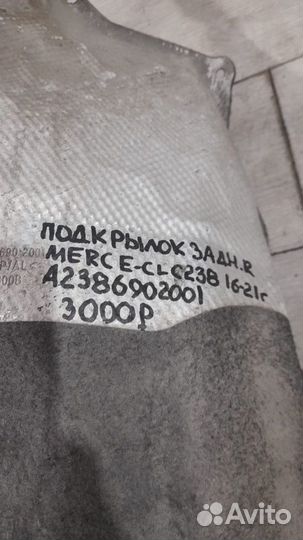 ПОДКРЫЛОК ЗАДН.R
MERC E-CL C238 16-21г
A2386902001
3000р
Avito